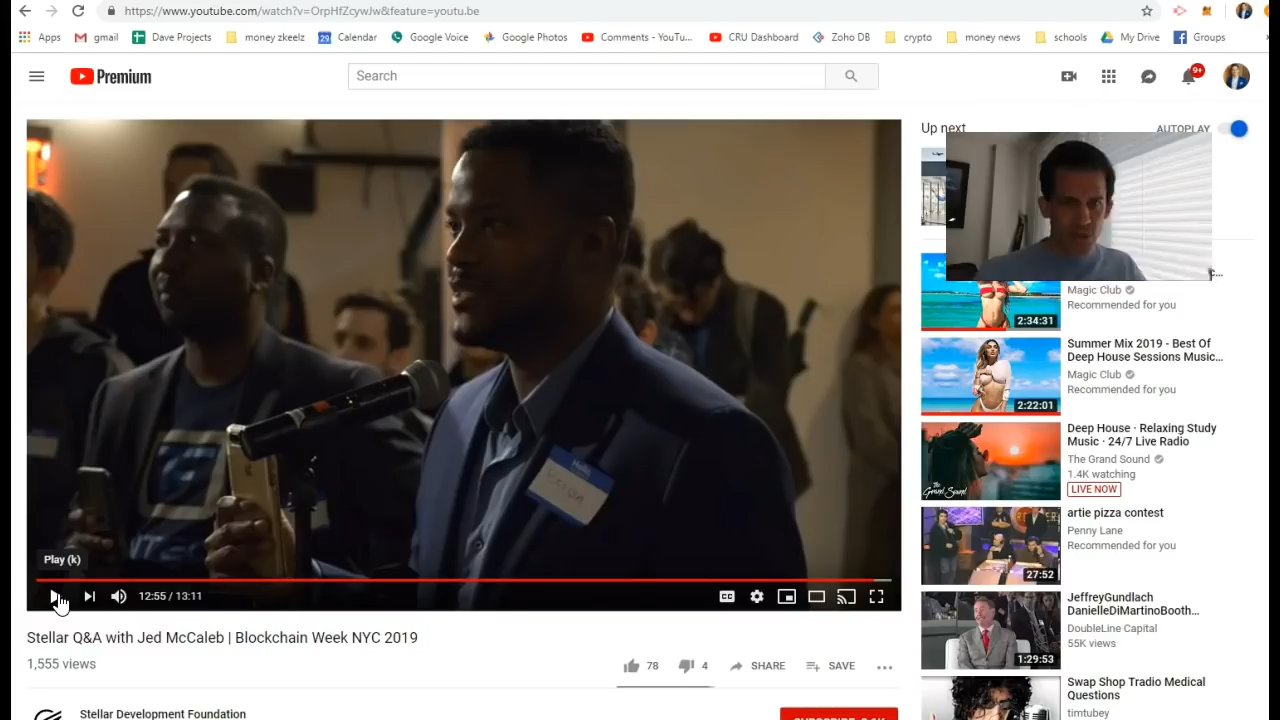 https://www.youtube.com/watch?v=OrpHfZcywJw&feature=youtu.be
Apps
gmail
Dave Projects
money zkeelz
Calendar
Google Voice
Google Photos
Comments - YouTu...
CRU Dashboard
Zoho DB
crypto
money news
schools
My Drive
Groups
Premium
Search
9+
Up next
AUTOPLAY
Magic Club
Recommended for you
2:34:31
Summer Mix 2019 - Best Of
Deep House Sessions Music...
Magic Club
Recommended for you
2:22:01
Deep House · Relaxing Study
Music · 24/7 Live Radio
The Grand Sound
1.4K watching
LIVE NOW
The Grand Sound
artie pizza contest
Penny Lane
Recommended for you
27:52
JeffreyGundlach
DanielleDiMartinoBooth...
DoubleLine Capital
55K views
1:29:53
Swap Shop Tradio Medical
Questions
timtubey
Hello
Play (k)
12:55 / 13:11
CC
Stellar Q&A with Jed McCaleb | Blockchain Week NYC 2019
1,555 views
78
4
SHARE
SAVE
Stellar Development Foundation